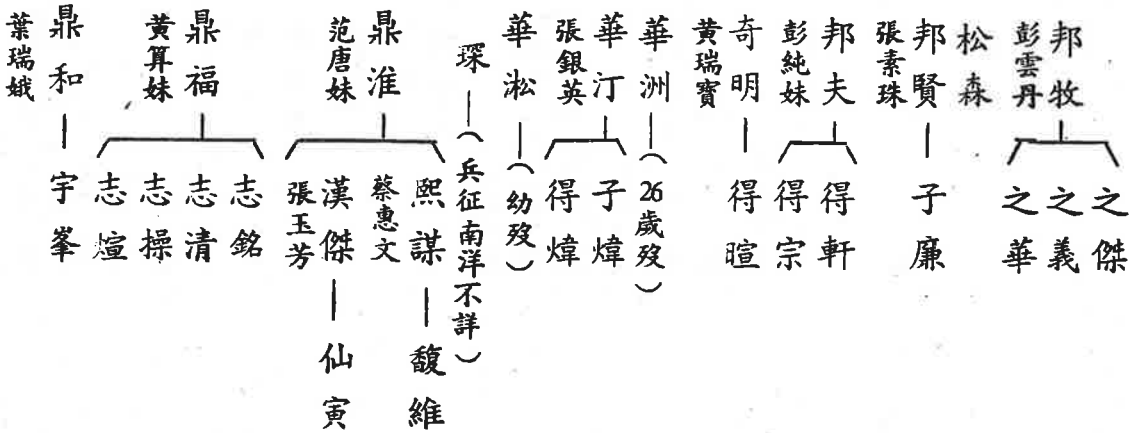 邦牧
彭雲丹
之傑
之義
之華
松森
邦賢
張素珠
子廉
邦夫
彭純妹
得軒
得宗
奇明
黃瑞寶
得暄
華洲
（26歲歿）
華汀
張銀英
子煒
得煒
華淞
（幼歿）
琛
（兵征南洋不詳）
鼎淮
范唐妹
熙謀
蔡惠文
馥維
漢傑
張玉芳
仙寅
鼎福
黃算妹
志銘
志清
志操
志煊
鼎和
葉瑞娥
宇峯